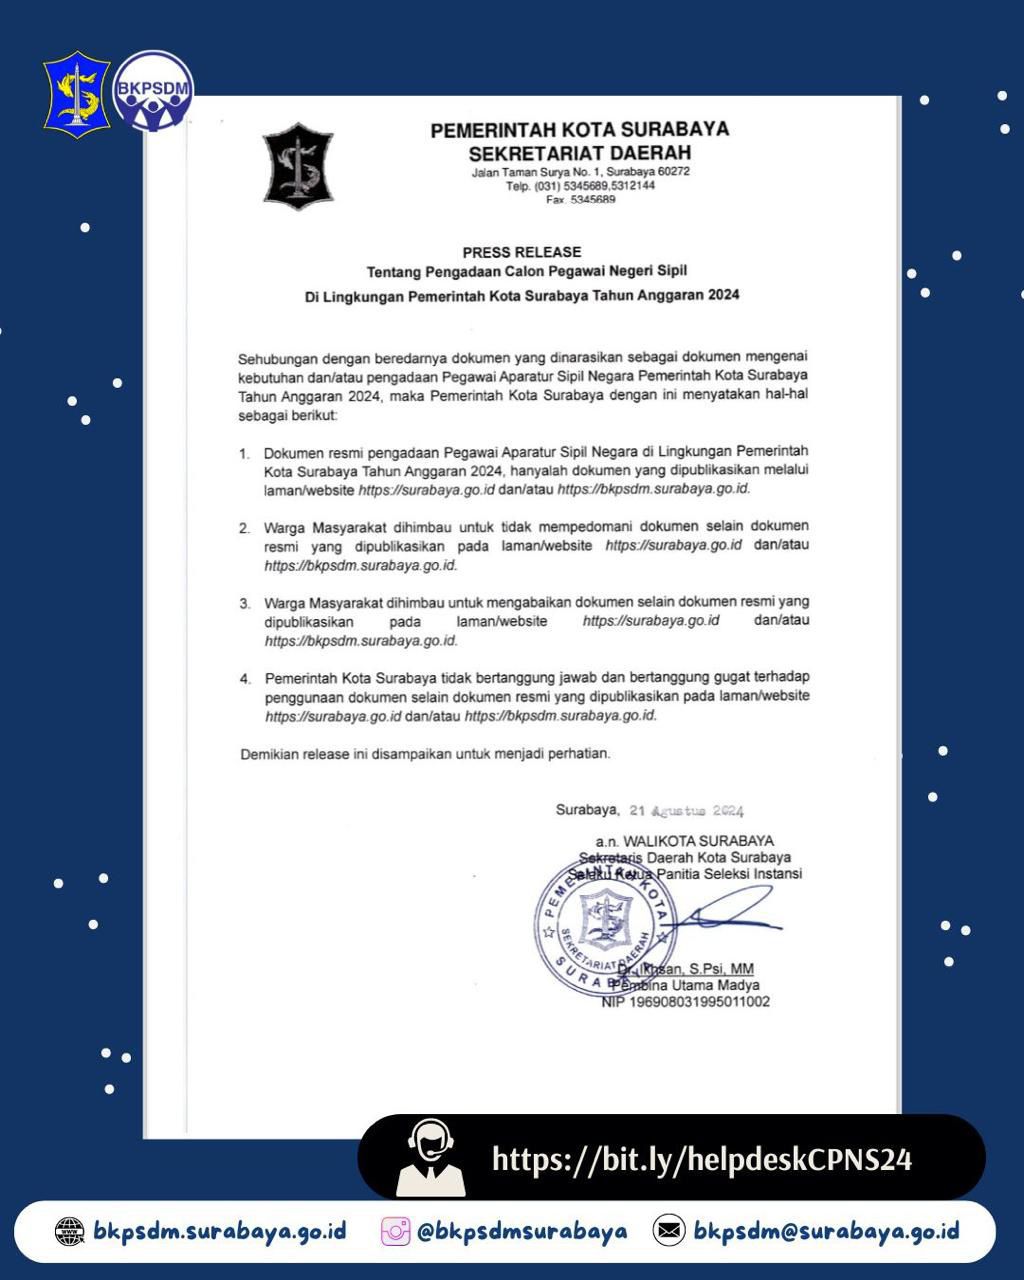 BKPSDM
PEMERINTAH KOTA SURABAYA
SEKRETARIAT DAERAH
Jalan Taman Surya No. 1, Surabaya 60272
Telp. (031) 5345689,5312144
Fax. 5345689
PRESS RELEASE
Tentang Pengadaan Calon Pegawai Negeri Sipil
Di Lingkungan Pemerintah Kota Surabaya Tahun Anggaran 2024
Sehubungan dengan beredarnya dokumen yang dinarasikan sebagai dokumen mengenai
kebutuhan dan/atau pengadaan Pegawai Aparatur Sipil Negara Pemerintah Kota Surabaya
Tahun Anggaran 2024, maka Pemerintah Kota Surabaya dengan ini menyatakan hal-hal
sebagai berikut:
1. Dokumen resmi pengadaan Pegawai Aparatur Sipil Negara di Lingkungan Pemerintah
Kota Surabaya Tahun Anggaran 2024, hanyalah dokumen yang dipublikasikan melalui
laman/website https://surabaya.go.id dan/atau https://bkpsdm.surabaya.go.id.
2. Warga Masyarakat dihimbau untuk tidak mempedomani dokumen selain dokumen
resmi yang dipublikasikan pada laman/website https://surabaya.go.id dan/atau
https://bkpsdm.surabaya.go.id.
3. Warga Masyarakat dihimbau untuk mengabaikan dokumen selain dokumen resmi yang
dipublikasikan pada laman/website https://surabaya.go.id dan/atau
https://bkpsdm.surabaya.go.id.
4. Pemerintah Kota Surabaya tidak bertanggung jawab dan bertanggung gugat terhadap
penggunaan dokumen selain dokumen resmi yang dipublikasikan pada laman/website
https://surabaya.go.id dan/atau https://bkpsdm.surabaya.go.id.
Demikian release ini disampaikan untuk menjadi perhatian.
Surabaya, 21 Agustus 2024
a.n. WALIKOTA SURABAYA
Sekretaris Daerah Kota Surabaya
Selaku Ketua Panitia Seleksi Instansi
PEMERINTAH KOTA
SEKRETARIAT DAERAH
SURABAYA
Dr. Ikhsan, S.Psi, MM
Pembina Utama Madya
NIP 196908031995011002
https://bit.ly/helpdeskCPNS24
WWW
bkpsdm.surabaya.go.id @bkpsdmsurabaya bkpsdm@surabaya.go.id